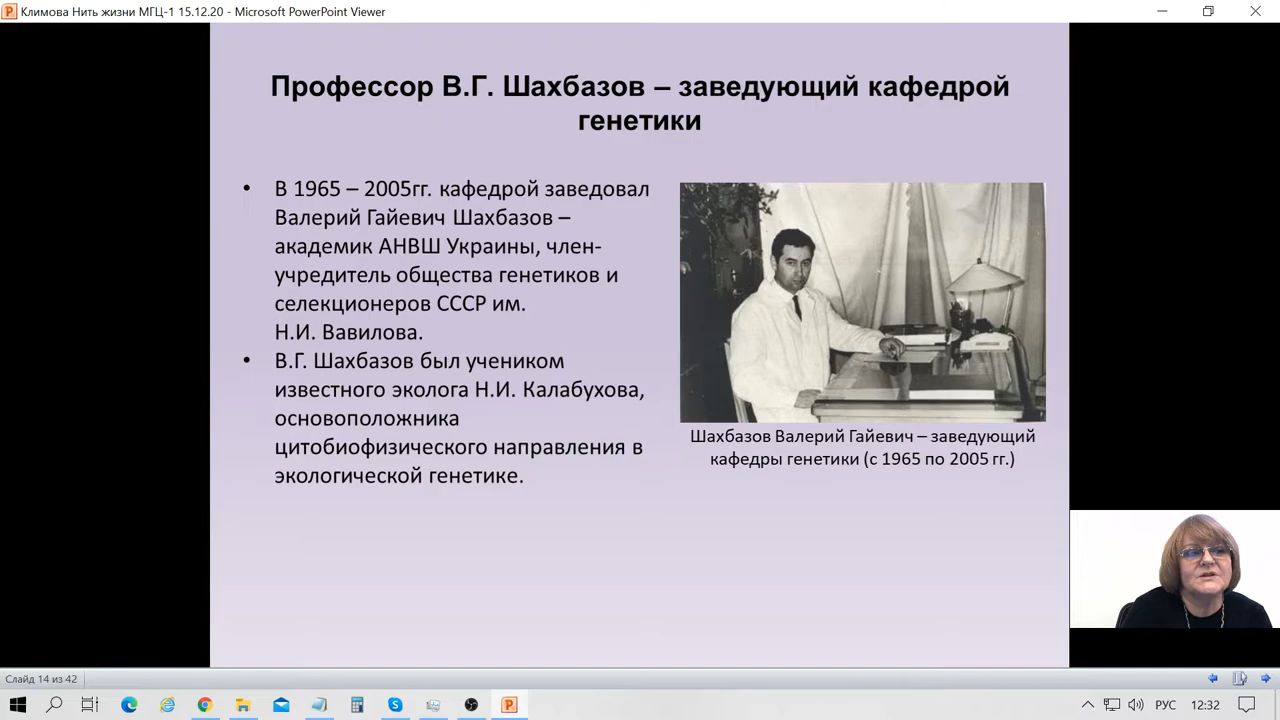 Климова Нить жизни МГЦ-1 15.12.20 - Microsoft PowerPoint Viewer
Профессор В.Г. Шахбазов – заведующий кафедрой
генетики
• В 1965 – 2005гг. кафедрой заведовал
Валерий Гайевич Шахбазов –
академик АНВШ Украины, член-
учредитель общества генетиков и
селекционеров СССР им.
Н.И. Вавилова.
• В.Г. Шахбазов был учеником
известного эколога Н.И. Калабухова,
основоположника
цитобиофизического направления в
экологической генетике.
Шахбазов Валерий Гайевич – заведующий
кафедры генетики (с 1965 по 2005 гг.)
Слайд 14 из 42
РУС
12:32